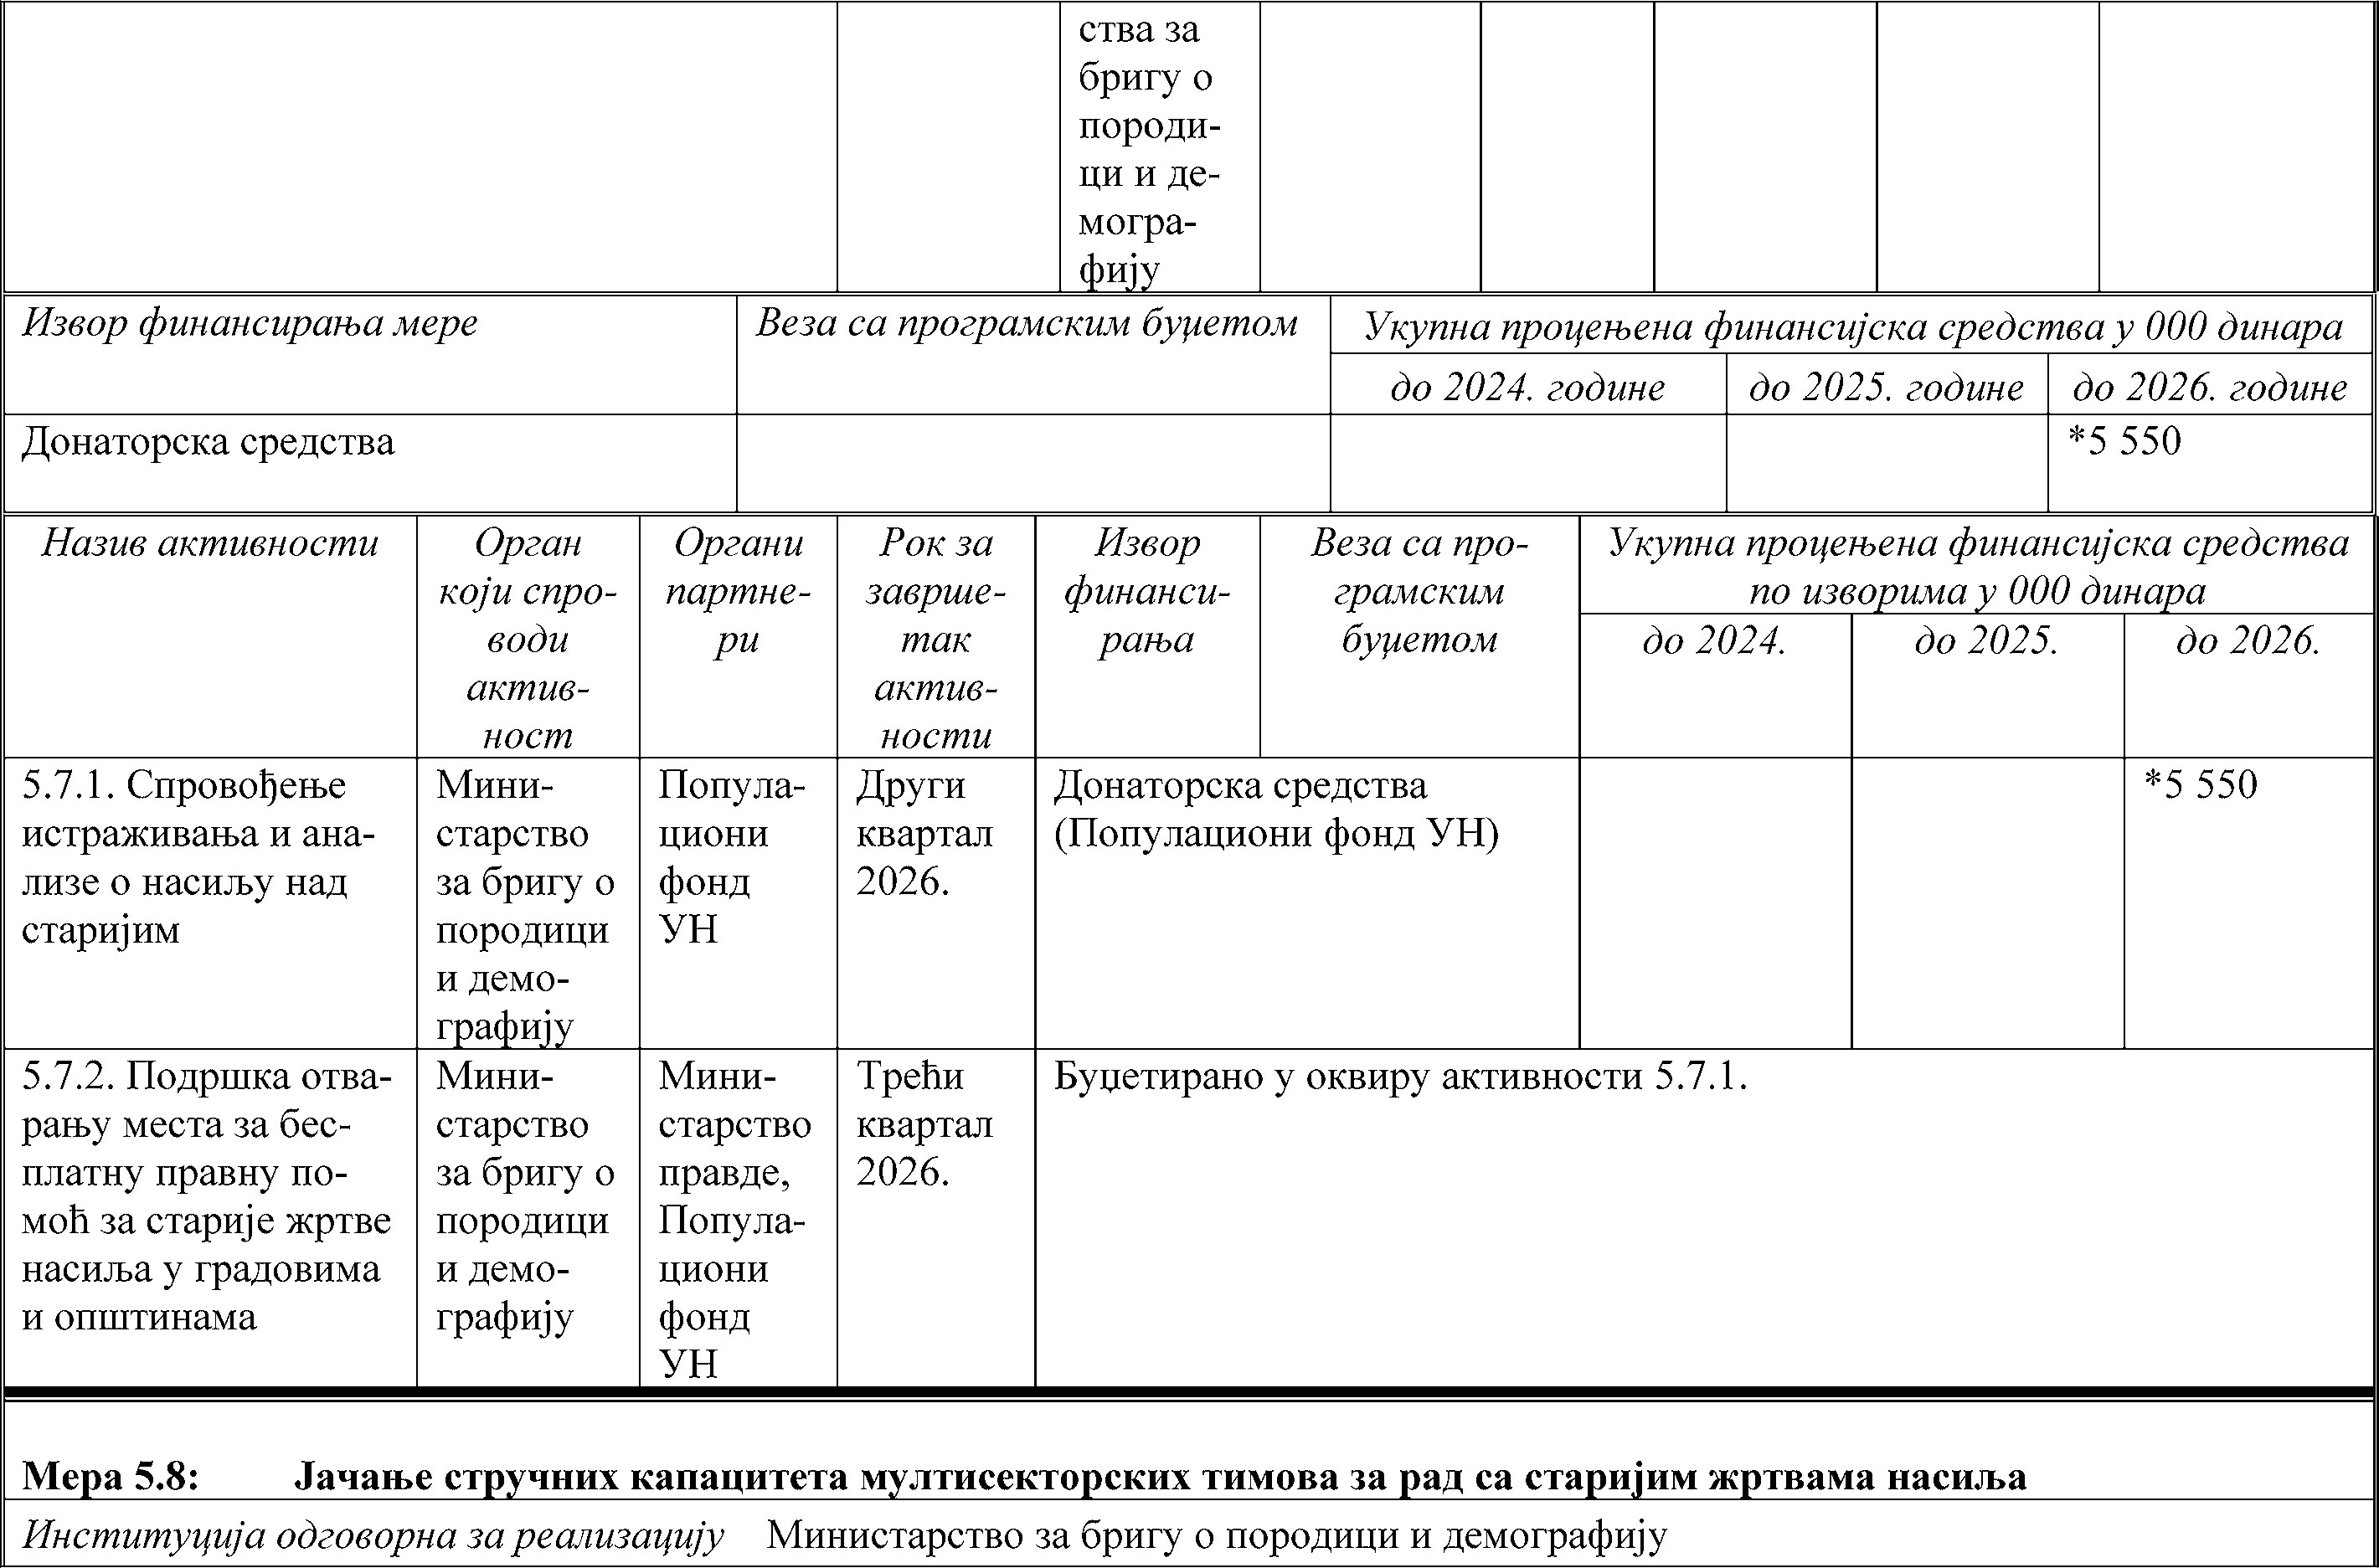 ства за
бригу о
породи-
ци и де-
могра-
фију
Извор финансирања мере
Веза са програмским буџетом
Укупна процењена финансијска средства у 000 динара
до 2024. године
до 2025. године
до 2026. године
Донаторска средства
*5 550
Назив активности
Орган
који спро-
води
актив-
ност
Органи
партне-
ри
Рок за
заврше-
так
актив-
ности
Извор
финанси-
рања
Веза са про-
грамским
буџетом
Укупна процењена финансијска средства
по изворима у 000 динара
до 2024.
до 2025.
до 2026.
5.7.1. Спровођење
истраживања и ана-
лизе о насиљу над
старијим
Мини-
старство
за бригу о
породици
и демо-
графију
Популa-
циони
фонд
УН
Други
квартал
2026.
Донаторска средства
(Популациони фонд УН)
*5 550
5.7.2. Подршка отва-
рању места за бес-
платну правну по-
моћ за старије жртве
насиља у градовима
и општинама
Мини-
старство
за бригу о
породици
и демо-
графију
Мини-
старство
правде,
Попула-
циони
фонд
УН
Трећи
квартал
2026.
Буџетирано у оквиру активности 5.7.1.
Мера 5.8: Јачање стручних капацитета мултисекторских тимова за рад са старијим жртвама насиља
Институција одговорна за реализацију Министарство за бригу о породици и демографију